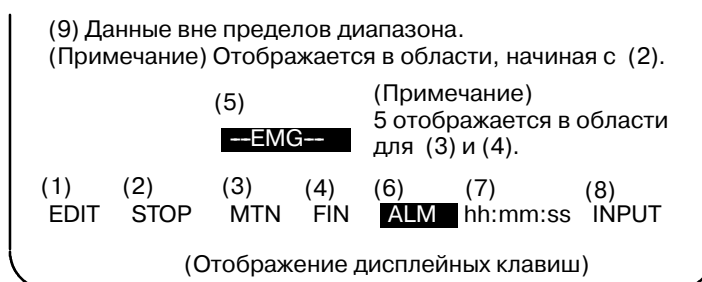 (9) Данные вне пределов диапазона.
(Примечание) Отображается в области, начиная с (2).
(5)
--EMG--
(Примечание)
5 отображается в области
для (3) и (4).
(1) (2) (3) (4) (6) (7) (8)
EDIT STOP MTN FIN ALM hh:mm:ss INPUT
(Отображение дисплейных клавиш)